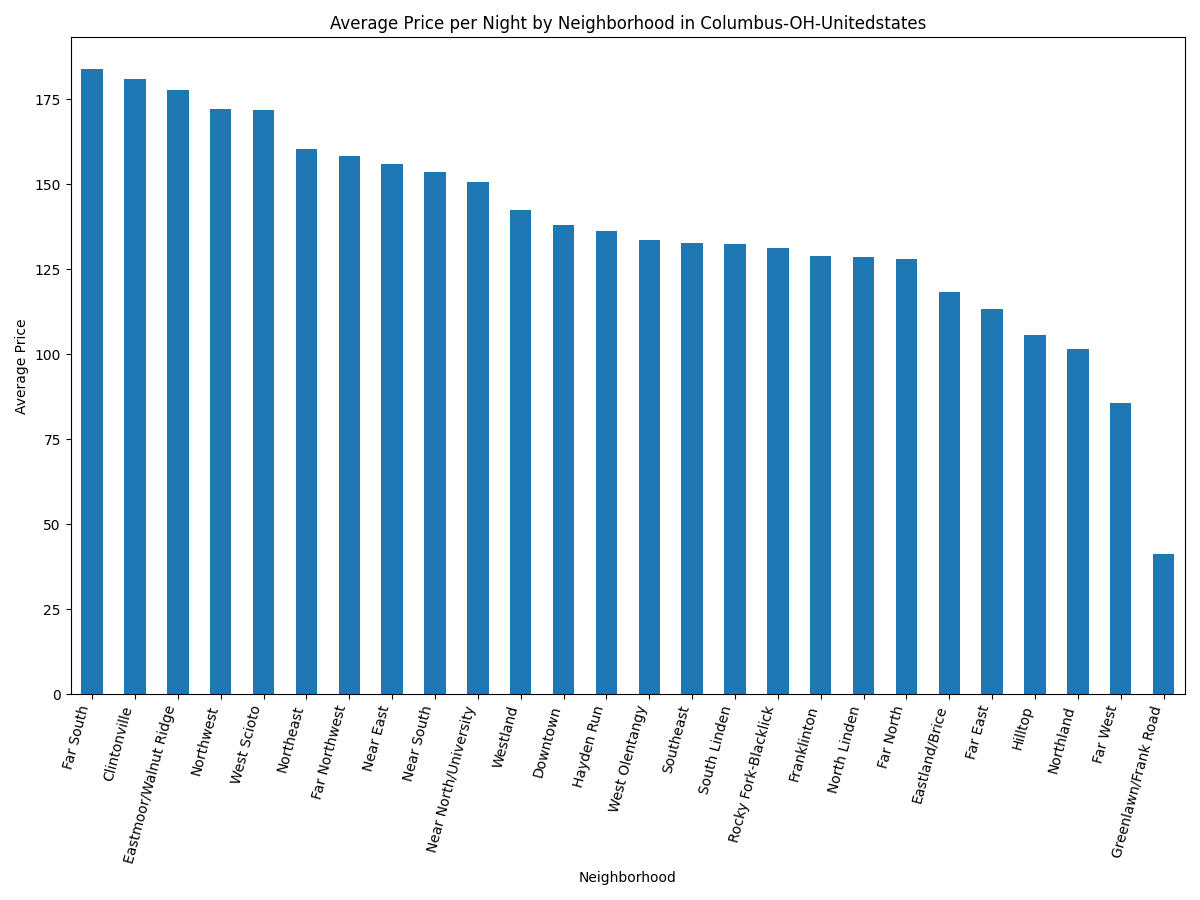 Average Price per Night by Neighborhood in Columbus-OH-Unitedstates
Average Price
175
150
125
100
75
50
25
0
Far South
Clintonville
Eastmoor/Walnut Ridge
Northwest
West Scioto
Northeast
Far Northwest
Near East
Near South
Near North/University
Westland
Downtown
Hayden Run
West Olentangy
Southeast
South Linden
Rocky Fork-Blacklick
Franklinton
North Linden
Far North
Eastland/Brice
Far East
Hilltop
Northland
Far West
Greenlawn/Frank Road
Neighborhood